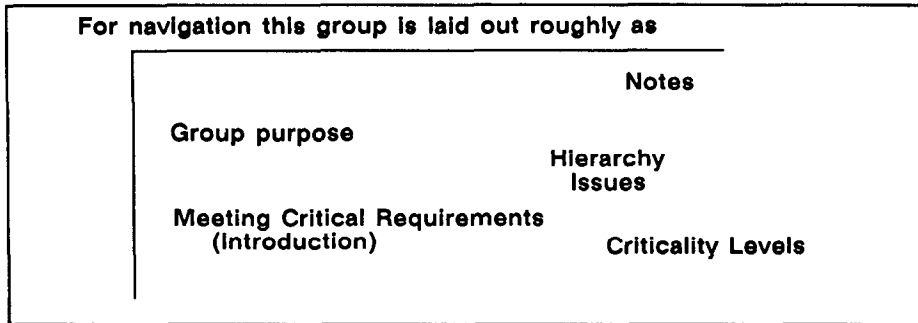 For navigation this group is laid out roughly as
Notes
Group purpose
Hierarchy
Issues
Meeting Critical Requirements
(Introduction)
Criticality Levels